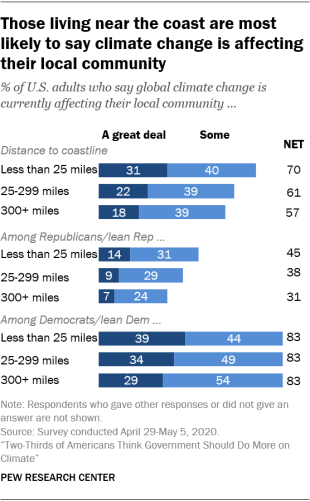 Those living near the coast are most
likely to say climate change is affecting
their local community
% of U.S. adults who say global climate change is
currently affecting their local community ...
A great deal Some NET
Distance to coastline
Less than 25 miles 31 40 70
25-299 miles 22 39 61
300+ miles 18 39 57
Among Republicans/lean Rep ...
Less than 25 miles 14 31 45
25-299 miles 9 29 38
300+ miles 7 24 31
Among Democrats/lean Dem ...
Less than 25 miles 39 44 83
25-299 miles 34 49 83
300+ miles 29 54 83
Note: Respondents who gave other responses or did not give an
answer are not shown.
Source: Survey conducted April 29-May 5, 2020.
“Two-Thirds of Americans Think Government Should Do More on
Climate”
PEW RESEARCH CENTER